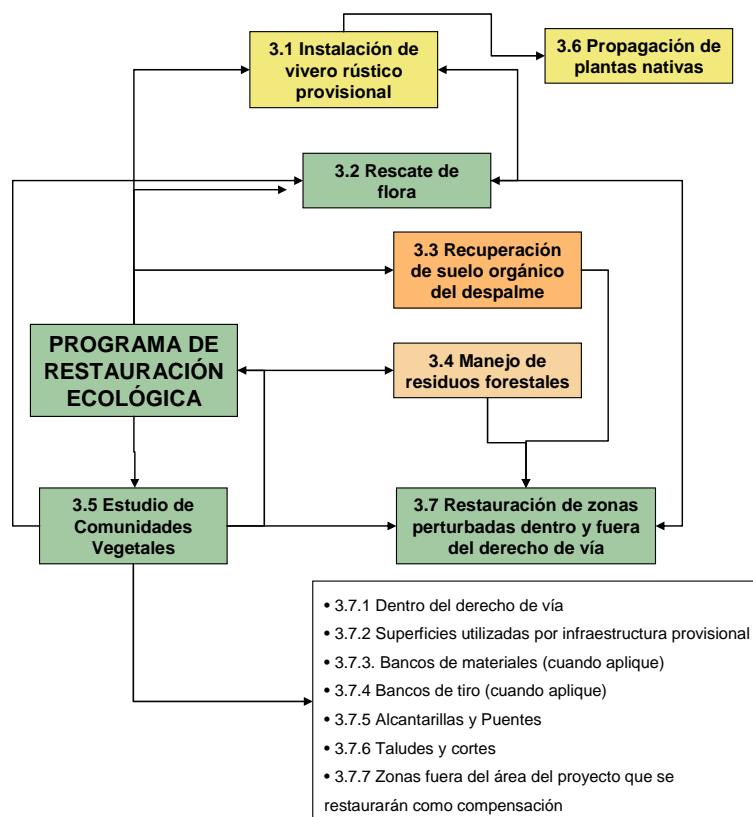 3.1 Instalación de
vivero rústico
provisional
3.6 Propagación de
plantas nativas
3.2 Rescate de
flora
3.3 Recuperación
de suelo orgánico
del despalme
PROGRAMA DE
RESTAURACIÓN
ECOLÓGICA
3.4 Manejo de
residuos forestales
3.5 Estudio de
Comunidades
Vegetales
3.7 Restauración de zonas
perturbadas dentro y fuera
del derecho de vía
• 3.7.1 Dentro del derecho de vía
• 3.7.2 Superficies utilizadas por infraestructura provisional
• 3.7.3. Bancos de materiales (cuando aplique)
• 3.7.4 Bancos de tiro (cuando aplique)
• 3.7.5 Alcantarillas y Puentes
• 3.7.6 Taludes y cortes
• 3.7.7 Zonas fuera del área del proyecto que se
restaurarán como compensación